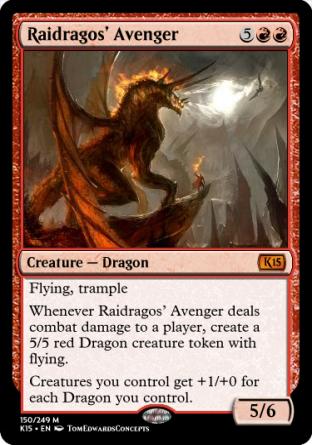 Raidragos' Avenger 5
Creature — Dragon K15
Flying, trample
Whenever Raidragos' Avenger deals
combat damage to a player, create a
5/5 red Dragon creature token with
flying.
Creatures you control get +1/+0 for
each Dragon you control.
5/6
150/249 M
K15 • EN TomEdwardsConcepts